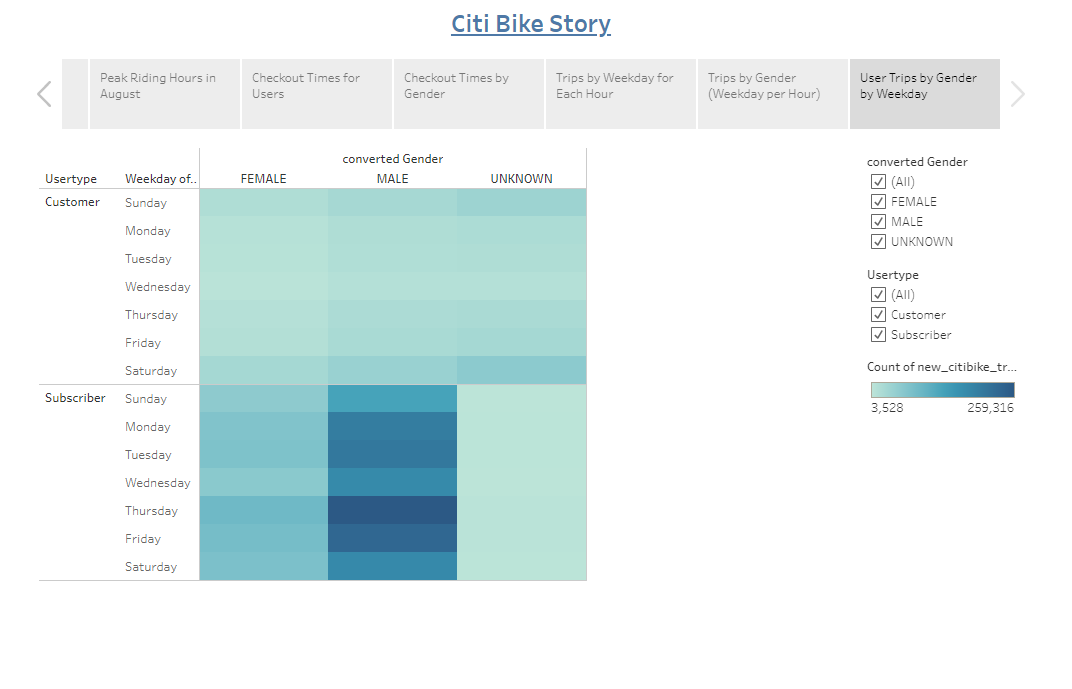 Citi Bike Story
Peak Riding Hours in
August
Checkout Times for
Users
Checkout Times by
Gender
Trips by Weekday for
Each Hour
Trips by Gender
(Weekday per Hour)
User Trips by Gender
by Weekday
converted Gender
Usertype Weekday of.. FEMALE MALE UNKNOWN
Customer Sunday
Monday
Tuesday
Wednesday
Thursday
Friday
Saturday
Subscriber Sunday
Monday
Tuesday
Wednesday
Thursday
Friday
Saturday
converted Gender
(All)
FEMALE
MALE
UNKNOWN
Usertype
(All)
Customer
Subscriber
Count of new_citibike_tr...
3,528 259,316